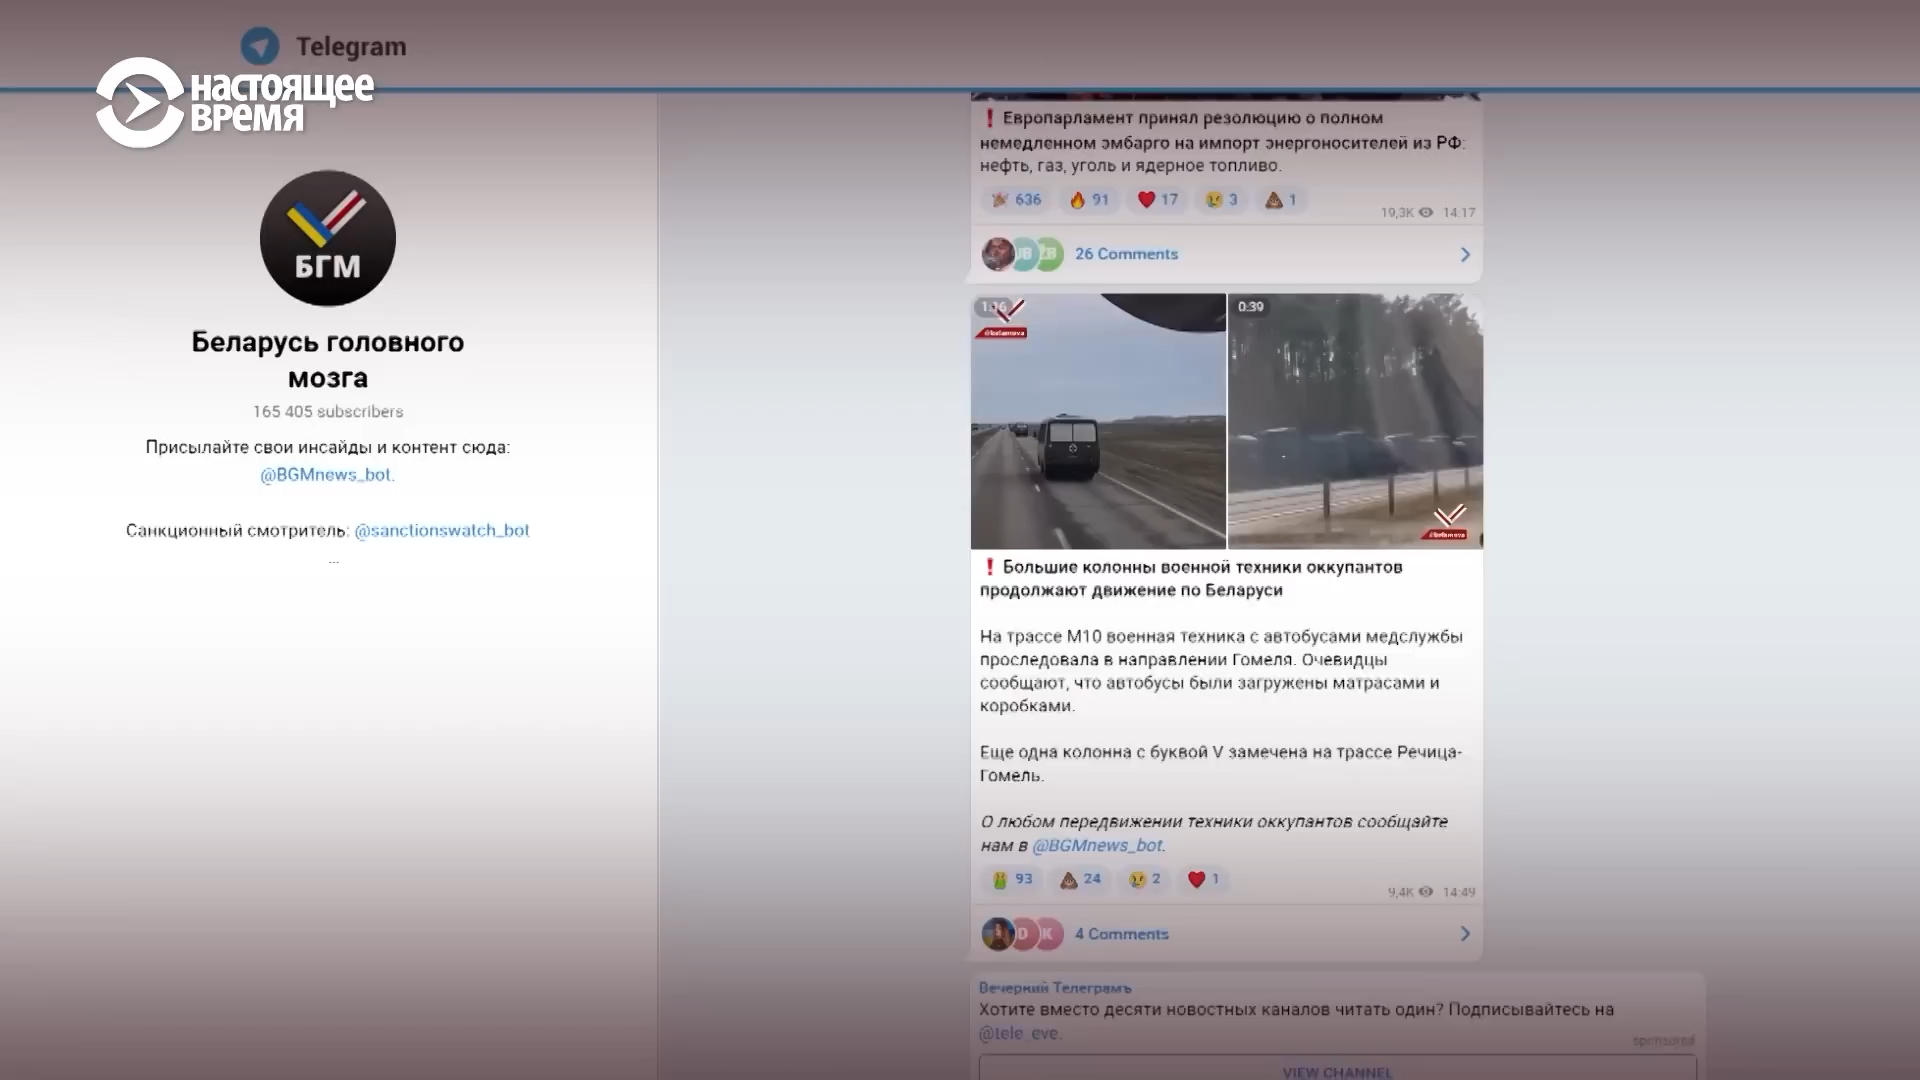 Telegram
НАСТОЯЩЕЕ
ВРЕМЯ
БГМ
Беларусь головного
мозга
165 405 subscribers
Присылайте свои инсайды и контент сюда:
@BGMnews_bot.
Санкционный смотритель: @sanctionswatch_bot
...
❗ Европарламент принял резолюцию о полном
немедленном эмбарго на импорт энергоносителей из РФ:
нефть, газ, уголь и ядерное топливо.
636 91 17 3 1
19,3K 14:17
26 Comments
1:16
0:39
❗ Большие колонны военной техники оккупантов
продолжают движение по Беларуси
На трассе М10 военная техника с автобусами медслужбы
проследовала в направлении Гомеля. Очевидцы
сообщают, что автобусы были загружены матрасами и
коробками.
Еще одна колонна с буквой V замечена на трассе Речица-
Гомель.
О любом передвижении техники оккупантов сообщайте
нам в @BGMnews_bot.
93 24 2 1
9,4K 14:49
D K
4 Comments
Вечерний Телеграмъ
Хотите вместо десяти новостных каналов читать один? Подписывайтесь на
@tele_eve.
sponsored
VIEW CHANNEL